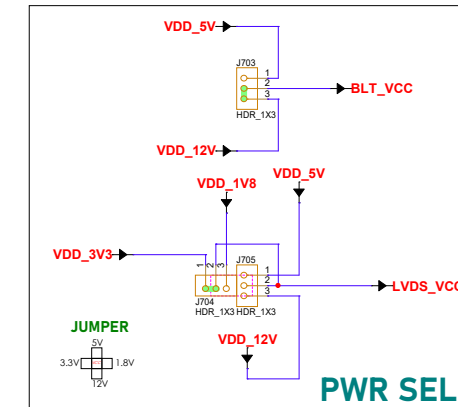 VDD_5V
J703
1
2
3
BLT_VCC
HDR_1X3
VDD_12V
VDD_5V
VDD_1V8
VDD_3V3
1
2
3
J705
1
2
3
LVDS_VCC
J704
HDR_1X3
HDR_1X3
VDD_12V
JUMPER
5V
3.3V
1.8V
12V
PWR SEL